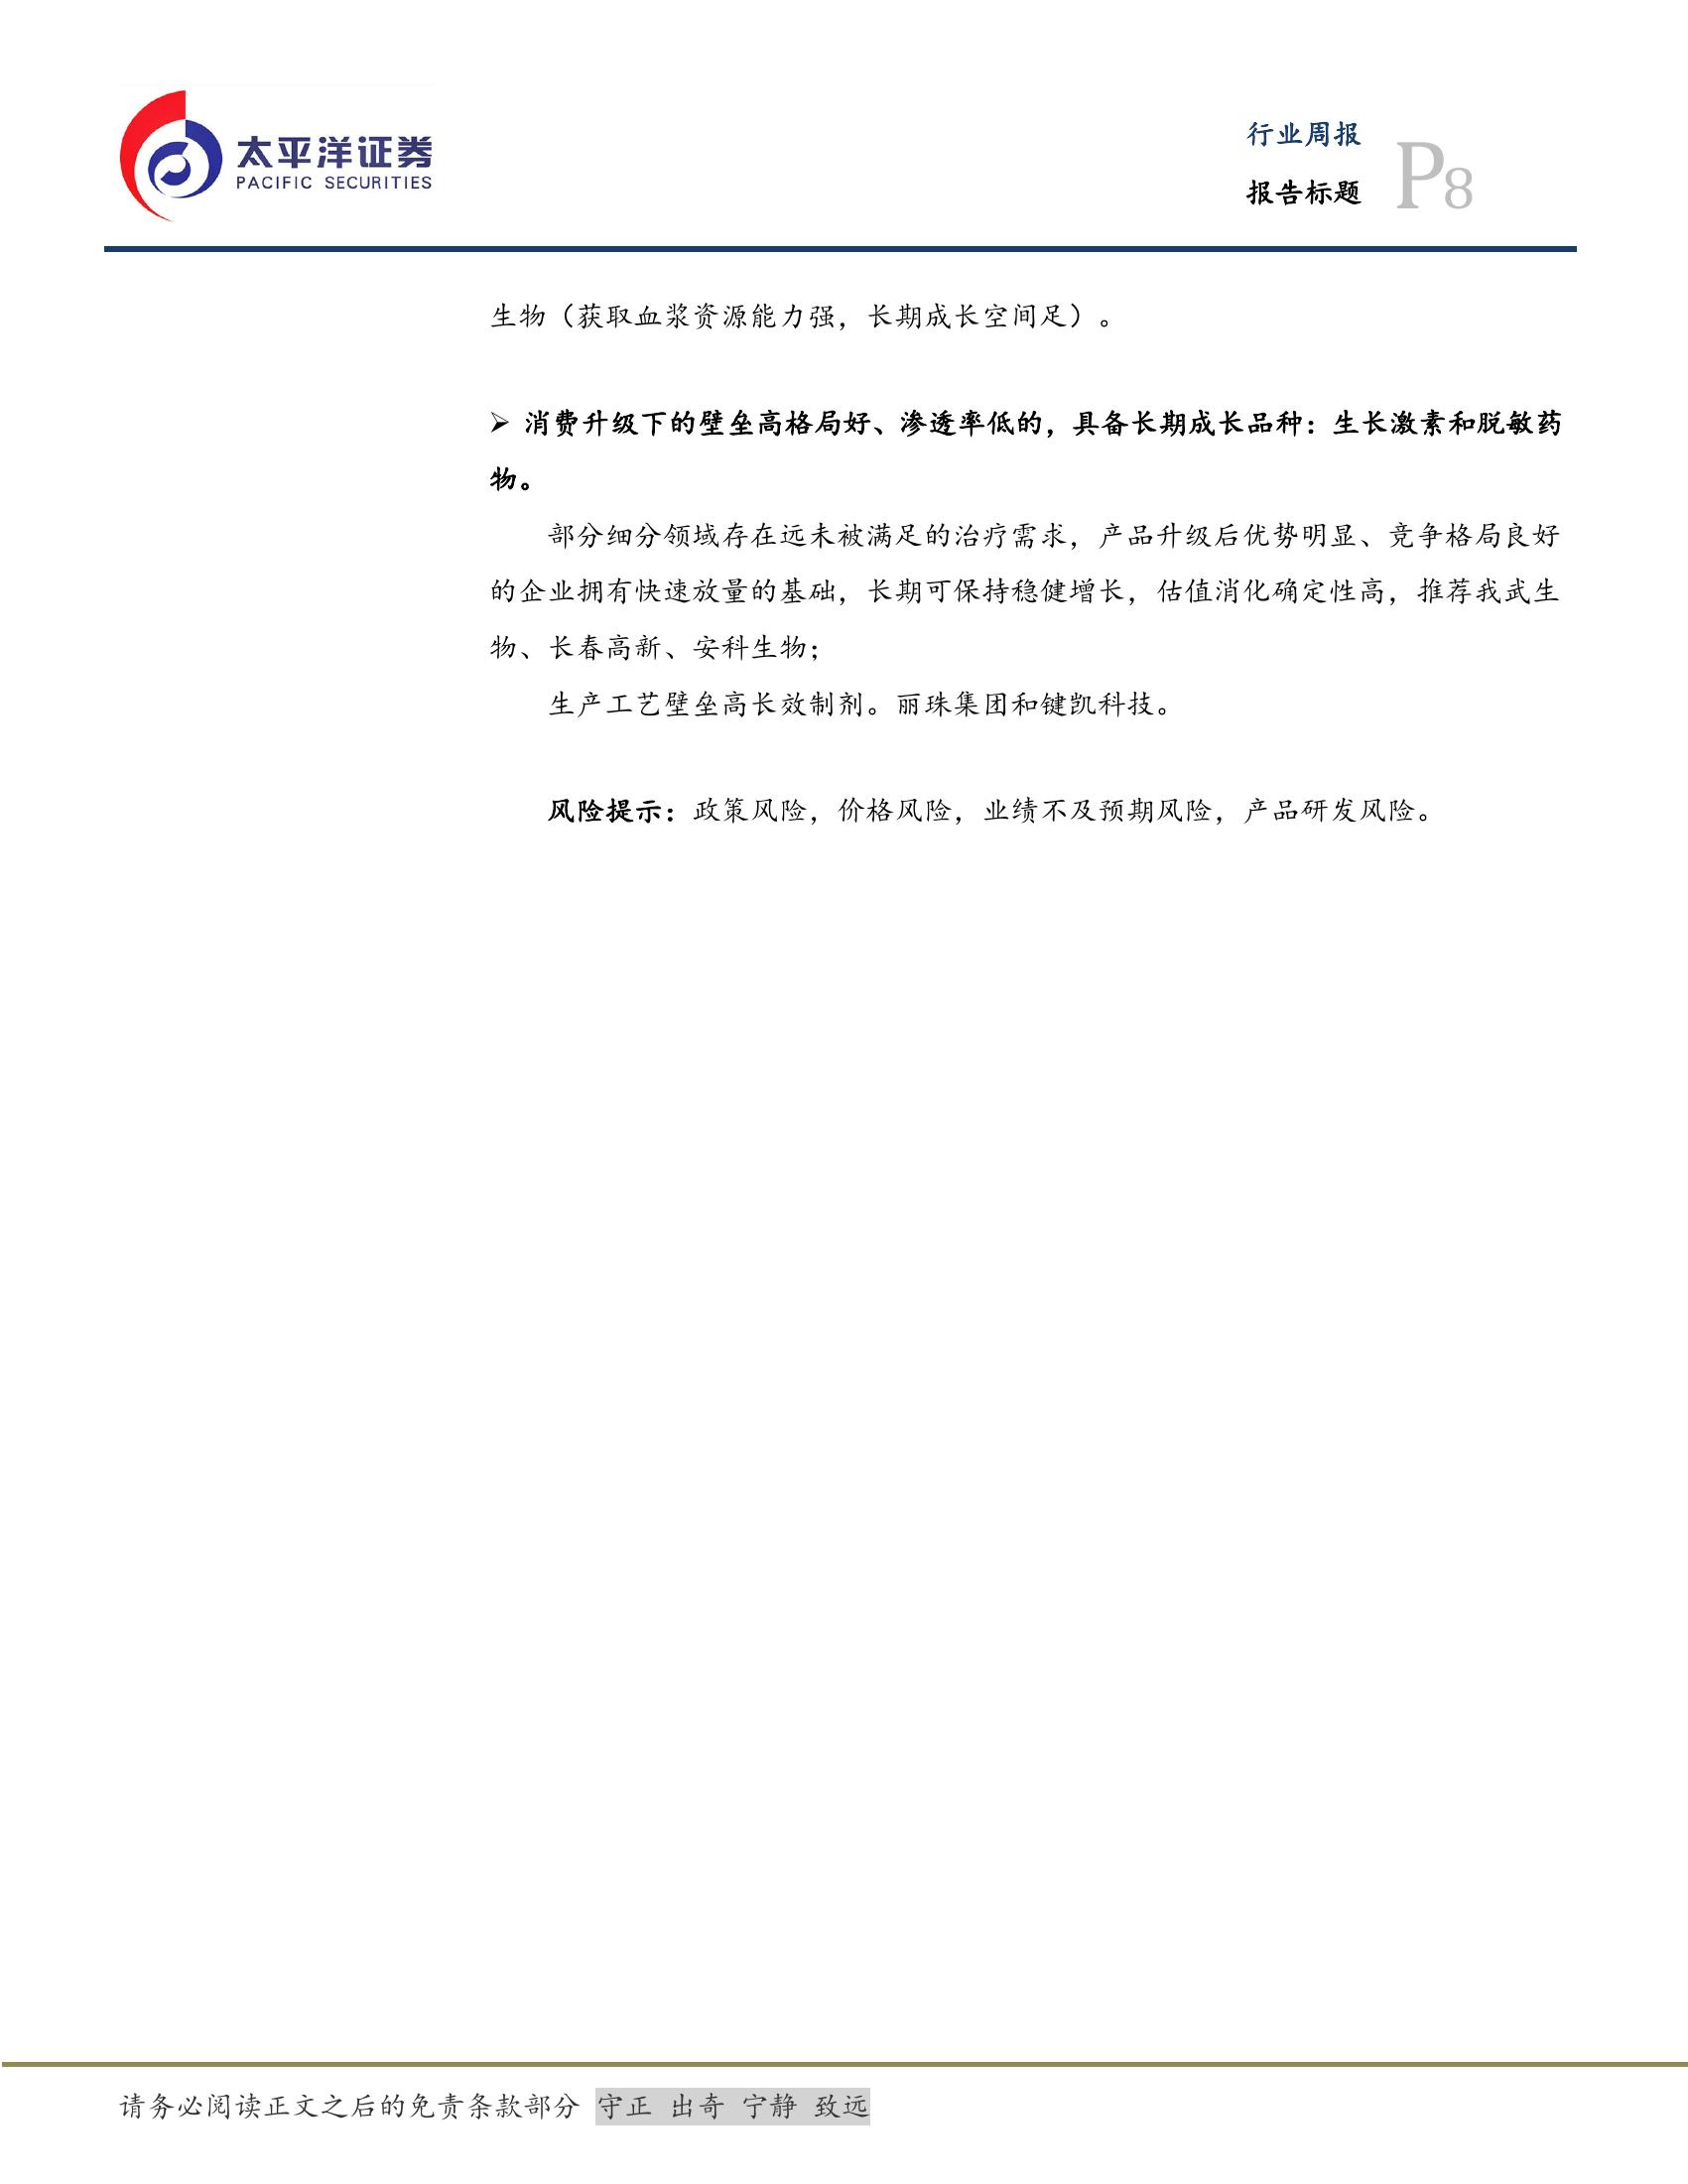 太平洋证券
PACIFIC SECURITIES
行业周报
报告标题
P8
生物（获取血浆资源能力强，长期成长空间足）。
➢ 消费升级下的壁垒高格局好、渗透率低的，具备长期成长品种：生长激素和脱敏药
物。
部分细分领域存在远未被满足的治疗需求，产品升级后优势明显、竞争格局良好
的企业拥有快速放量的基础，长期可保持稳健增长，估值消化确定性高，推荐我武生
物、长春高新、安科生物；
生产工艺壁垒高长效制剂。丽珠集团和键凯科技。
风险提示：政策风险，价格风险，业绩不及预期风险，产品研发风险。
请务必阅读正文之后的免责条款部分 守正 出奇 宁静 致远